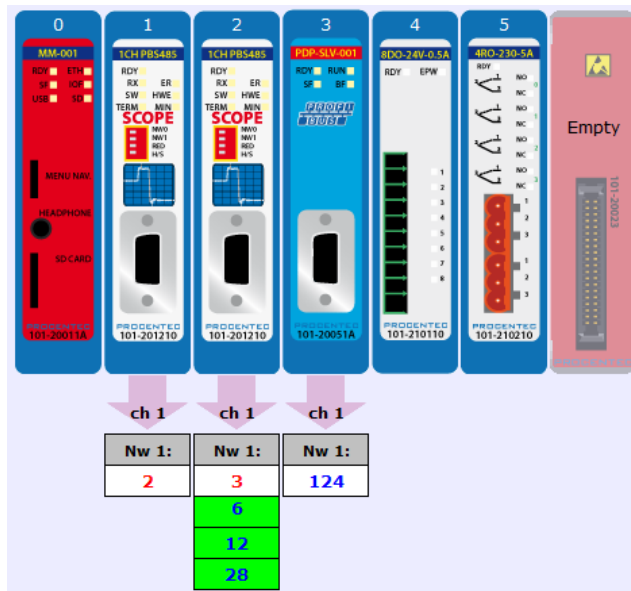 0 1 2 3 4 5
MM-001
RDY ETH
SF IOF
USB SD
MENU NAV.
HEADPHONE
SD CARD
PROCENTEC
101-20011A
1CH PBS485
RDY
RX ER
SW HWE
TERM MIN
SCOPE
NW0
NW1
RED
H/S
PROCENTEC
101-201210
1CH PBS485
RDY
RX ER
SW HWE
TERM MIN
SCOPE
NW0
NW1
RED
H/S
PROCENTEC
101-201210
PDP-SLV-001
RDY RUN
SF BF
PROFI
BUS
PROCENTEC
101-20051A
8DO-24V-0.5A
RDY EPW
1
2
3
4
5
6
7
8
PROCENTEC
101-210110
4RO-230-5A
RDY
NO
0
NC
NO
1
NC
NO
2
NC
NO
3
NC
1
2
3
1
2
3
PROCENTEC
101-210210
Empty
101-20023
ch 1 ch 1 ch 1
Nw 1: Nw 1: Nw 1:
2 3 124
6
12
28